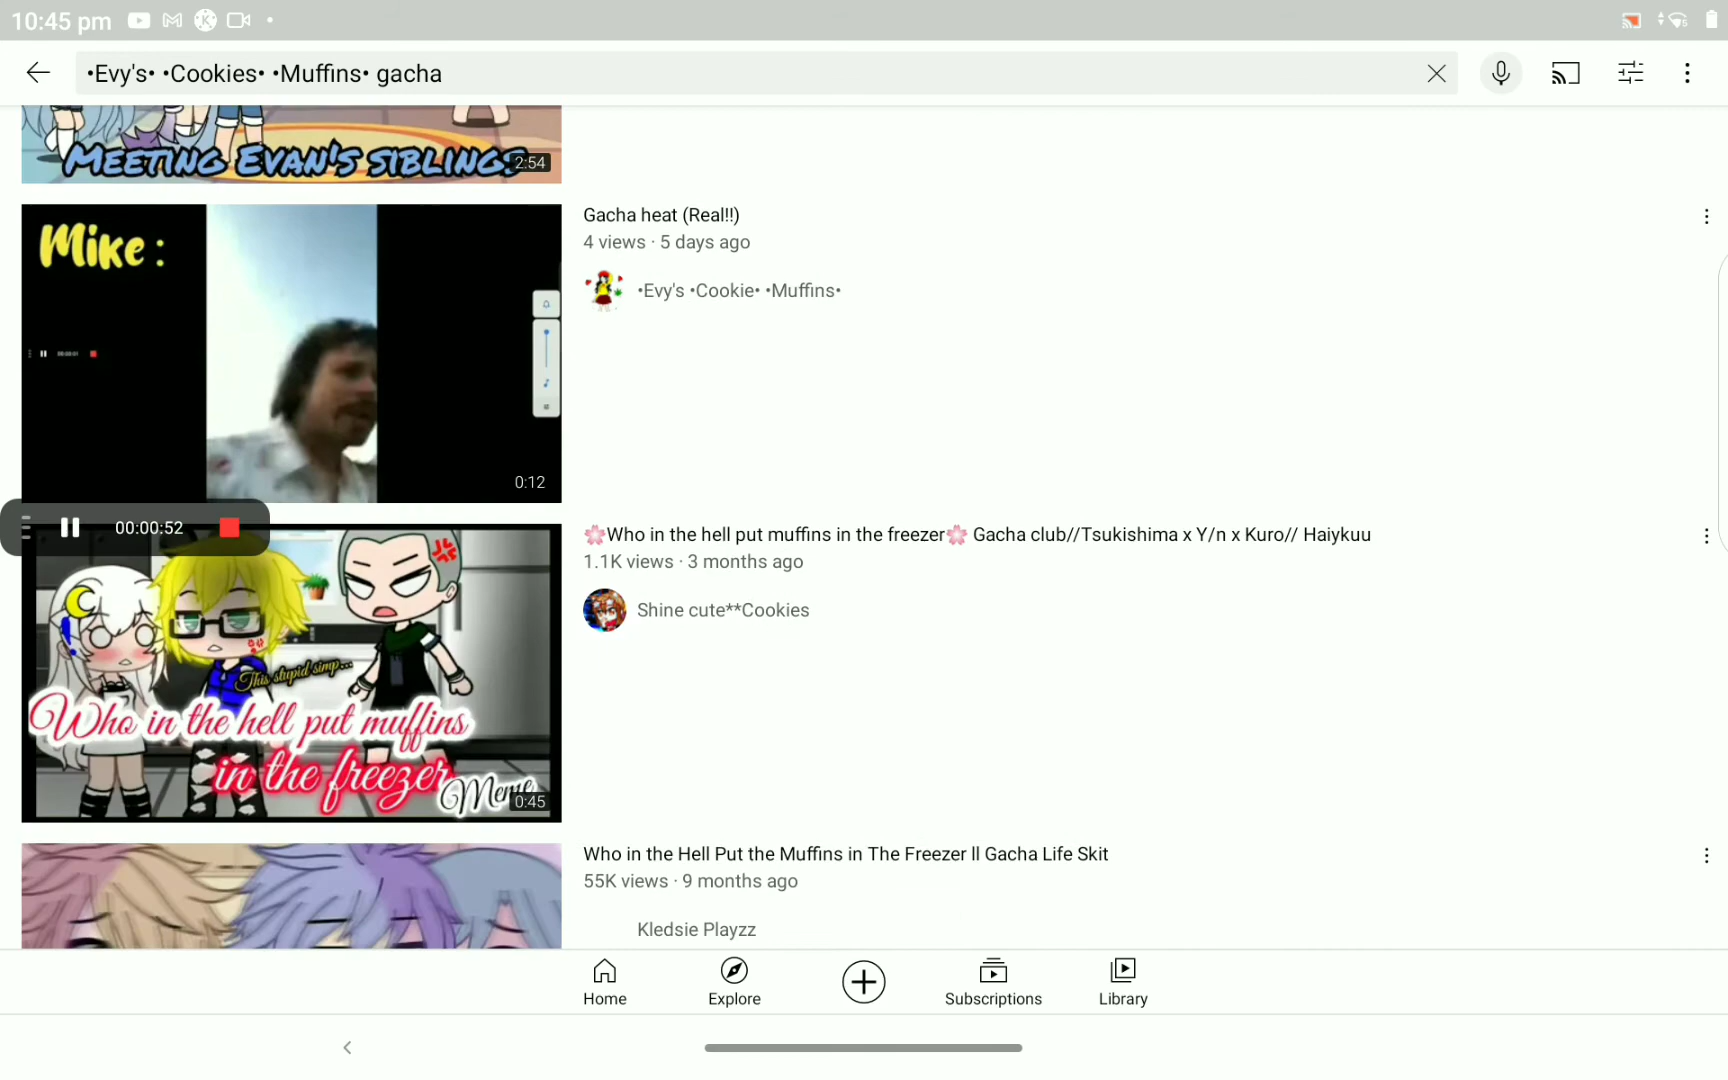 10:45 pm
•Evy's• •Cookies• •Muffins• gacha
MEETING EVAN'S SIBLINGS
2:54
Mike :
00:00:01
0:12
Gacha heat (Real!!)
4 views · 5 days ago
•Evy's •Cookie• •Muffins•
00:00:52
This stupid simp...
Who in the hell put muffins
in the freezer
Meme
0:45
🌸Who in the hell put muffins in the freezer🌸 Gacha club//Tsukishima x Y/n x Kuro// Haiykuu
1.1K views · 3 months ago
Shine cute**Cookies
Who in the Hell Put the Muffins in The Freezer ll Gacha Life Skit
55K views · 9 months ago
Kledsie Playzz
Home
Explore
Subscriptions
Library